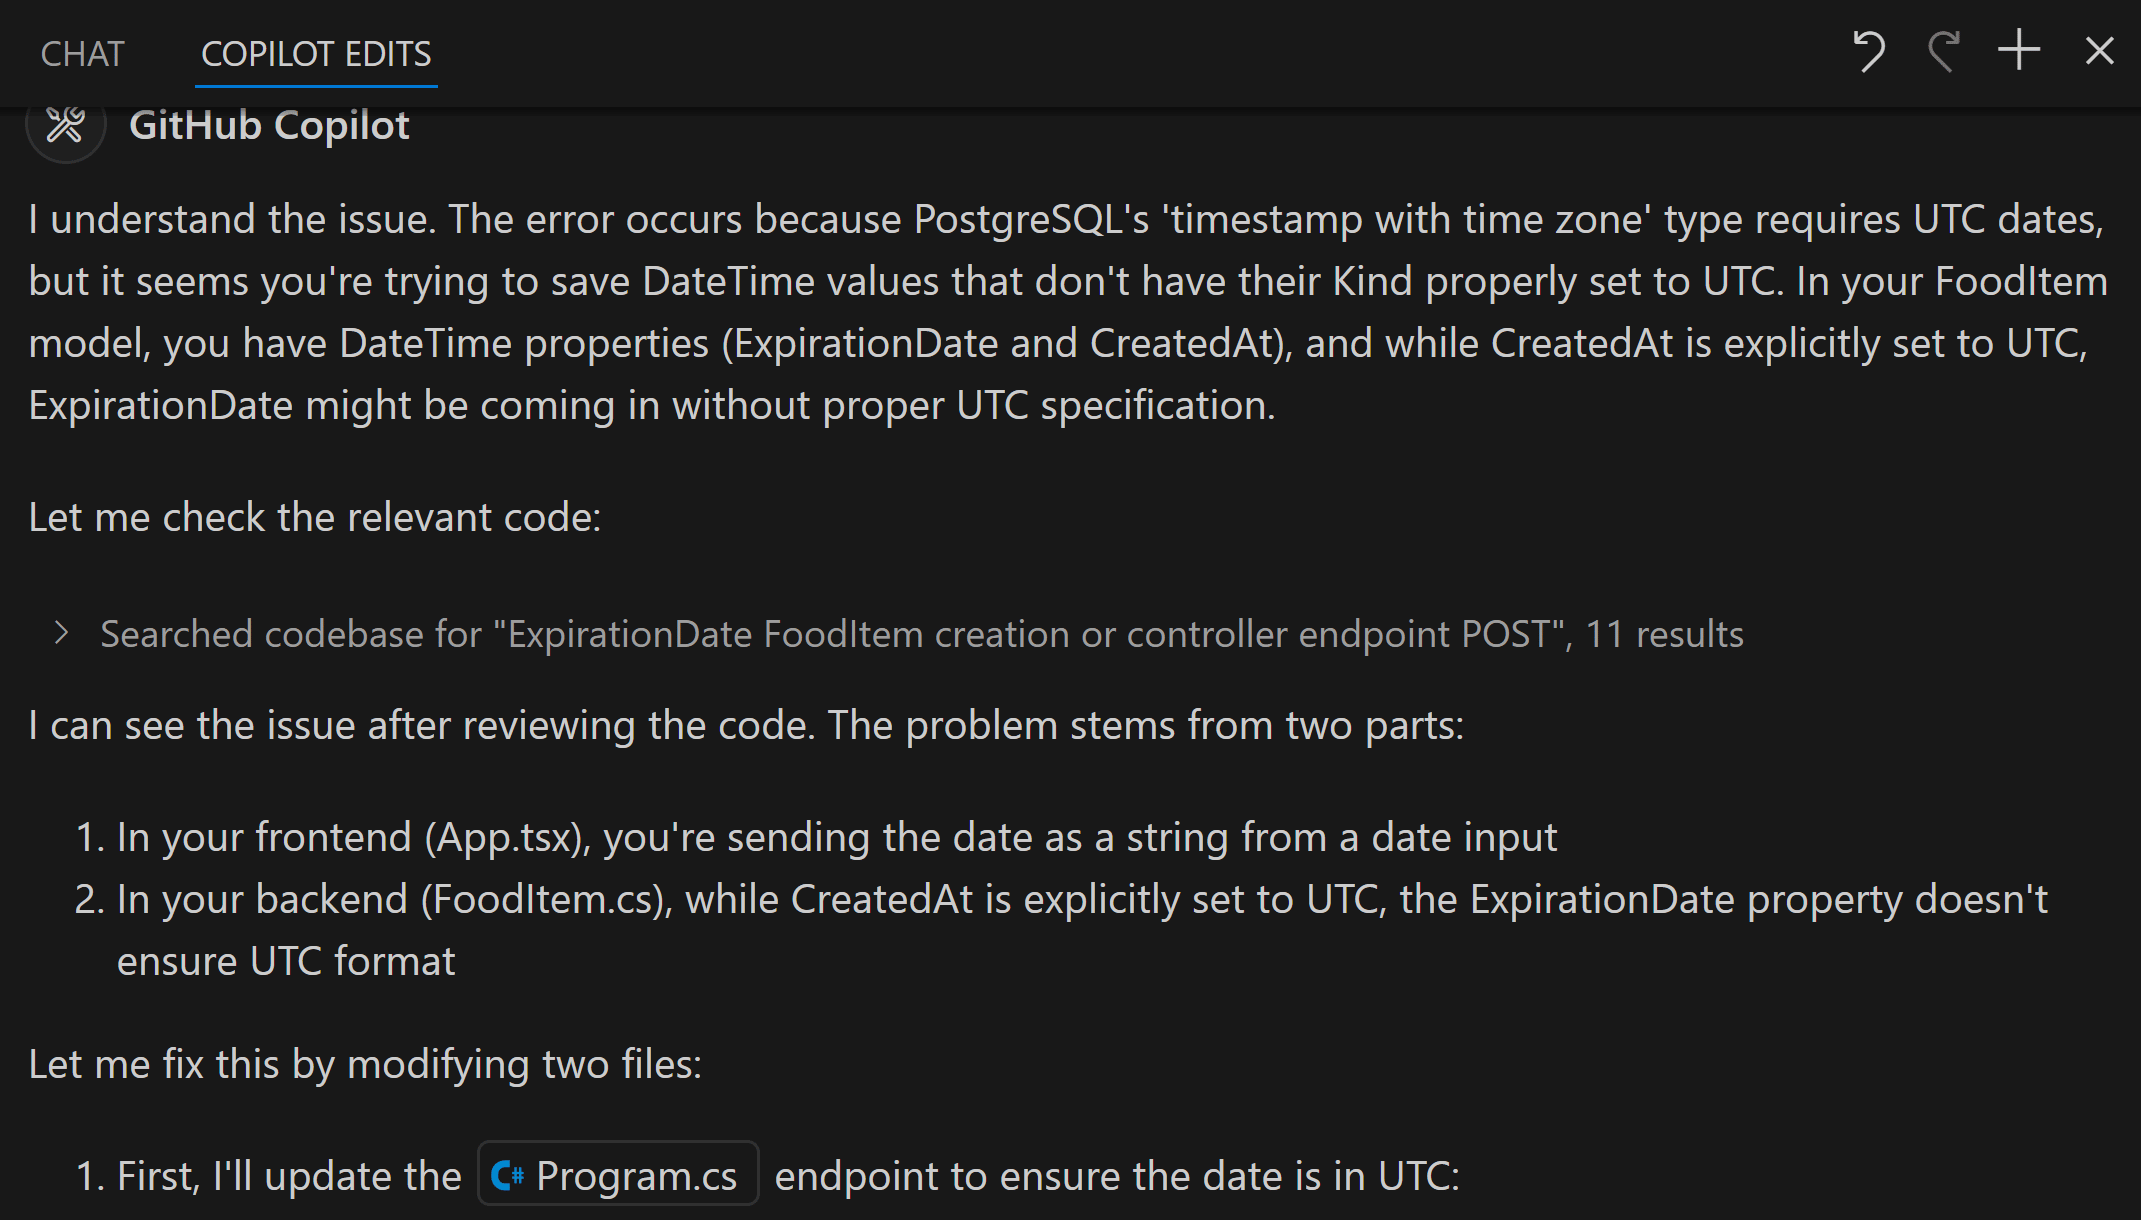 CHAT COPILOT EDITS
GitHub Copilot
I understand the issue. The error occurs because PostgreSQL's 'timestamp with time zone' type requires UTC dates,
but it seems you're trying to save DateTime values that don't have their Kind properly set to UTC. In your FoodItem
model, you have DateTime properties (ExpirationDate and CreatedAt), and while CreatedAt is explicitly set to UTC,
ExpirationDate might be coming in without proper UTC specification.
Let me check the relevant code:
Searched codebase for "ExpirationDate FoodItem creation or controller endpoint POST", 11 results
I can see the issue after reviewing the code. The problem stems from two parts:
1. In your frontend (App.tsx), you're sending the date as a string from a date input
2. In your backend (FoodItem.cs), while CreatedAt is explicitly set to UTC, the ExpirationDate property doesn't
ensure UTC format
Let me fix this by modifying two files:
1. First, I'll update the C# Program.cs endpoint to ensure the date is in UTC: